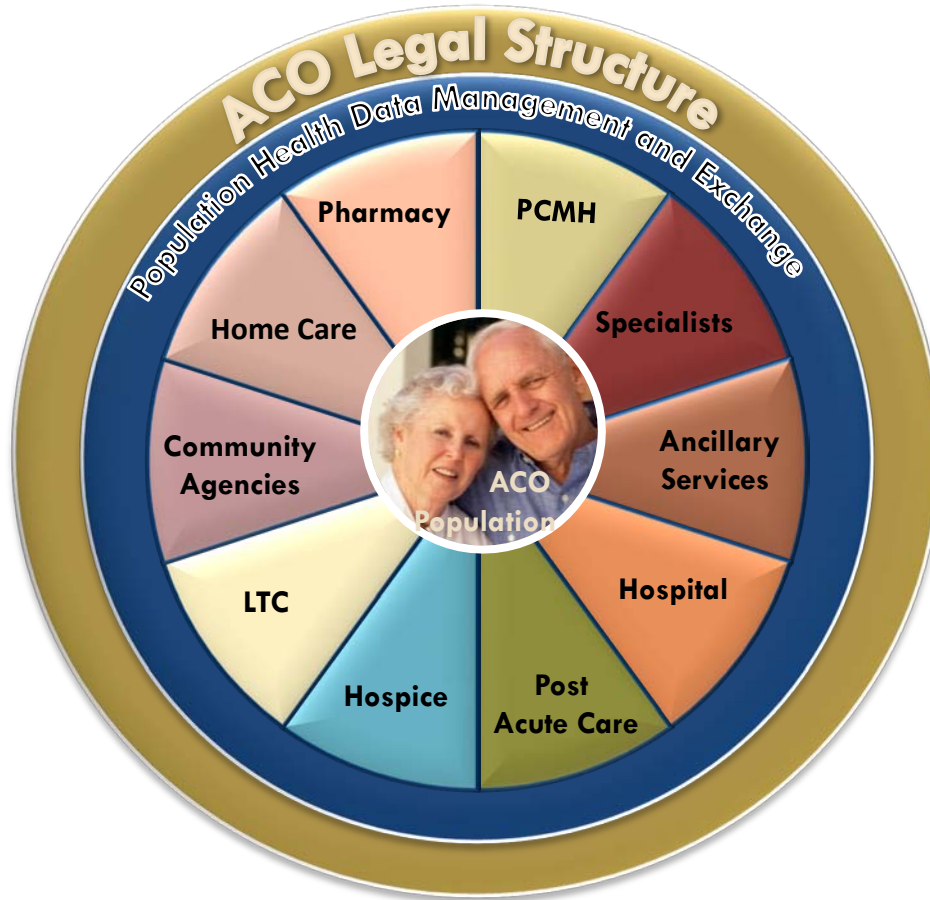 ACO Legal Structure
Population Health Data Management and Exchange
Pharmacy
PCMH
Home Care
Specialists
Community
Agencies
Ancillary
Services
ACO
Population
LTC
Hospital
Hospice
Post
Acute Care